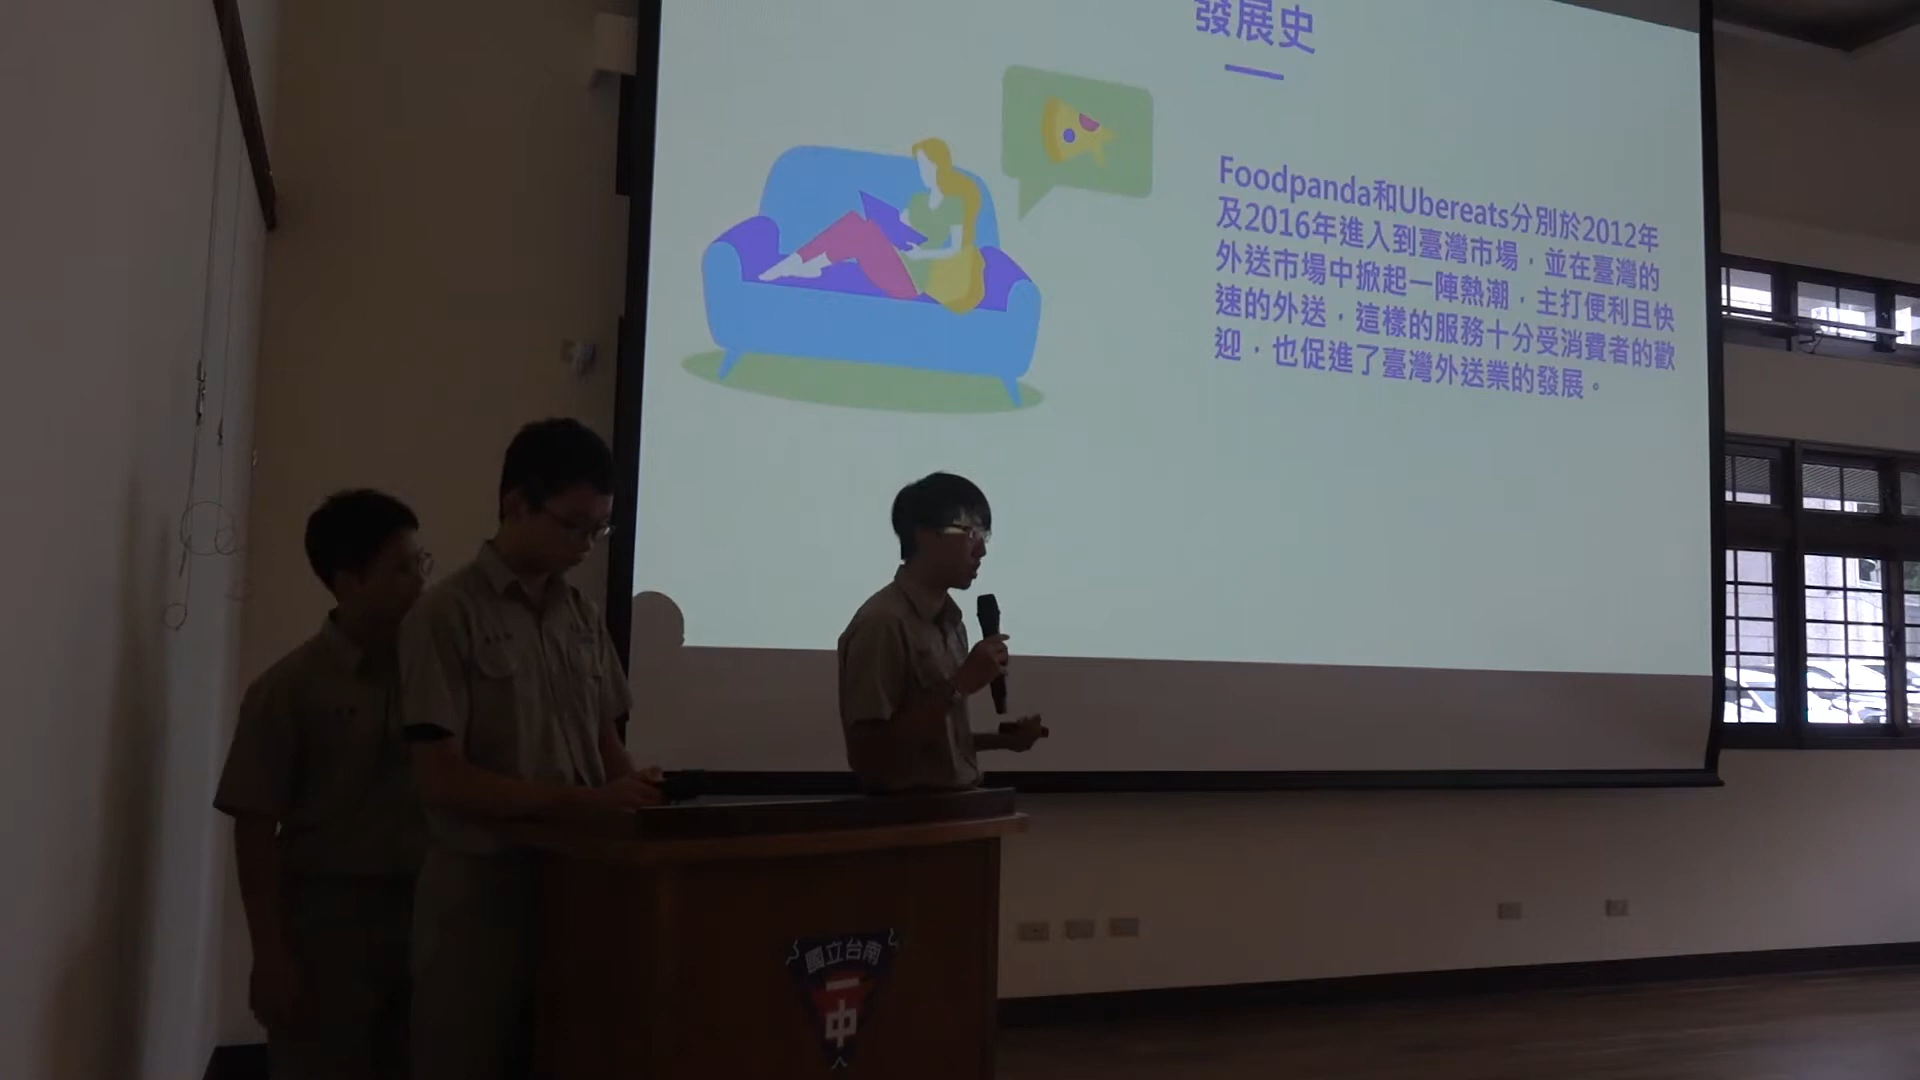 發展史
Foodpanda和Ubereats分別於2012年
及2016年進入到臺灣市場，並在臺灣的
外送市場中掀起一陣熱潮，主打便利且快
速的外送，這樣的服務十分受消費者的歡
迎，也促進了臺灣外送業的發展。
國立台南
一中